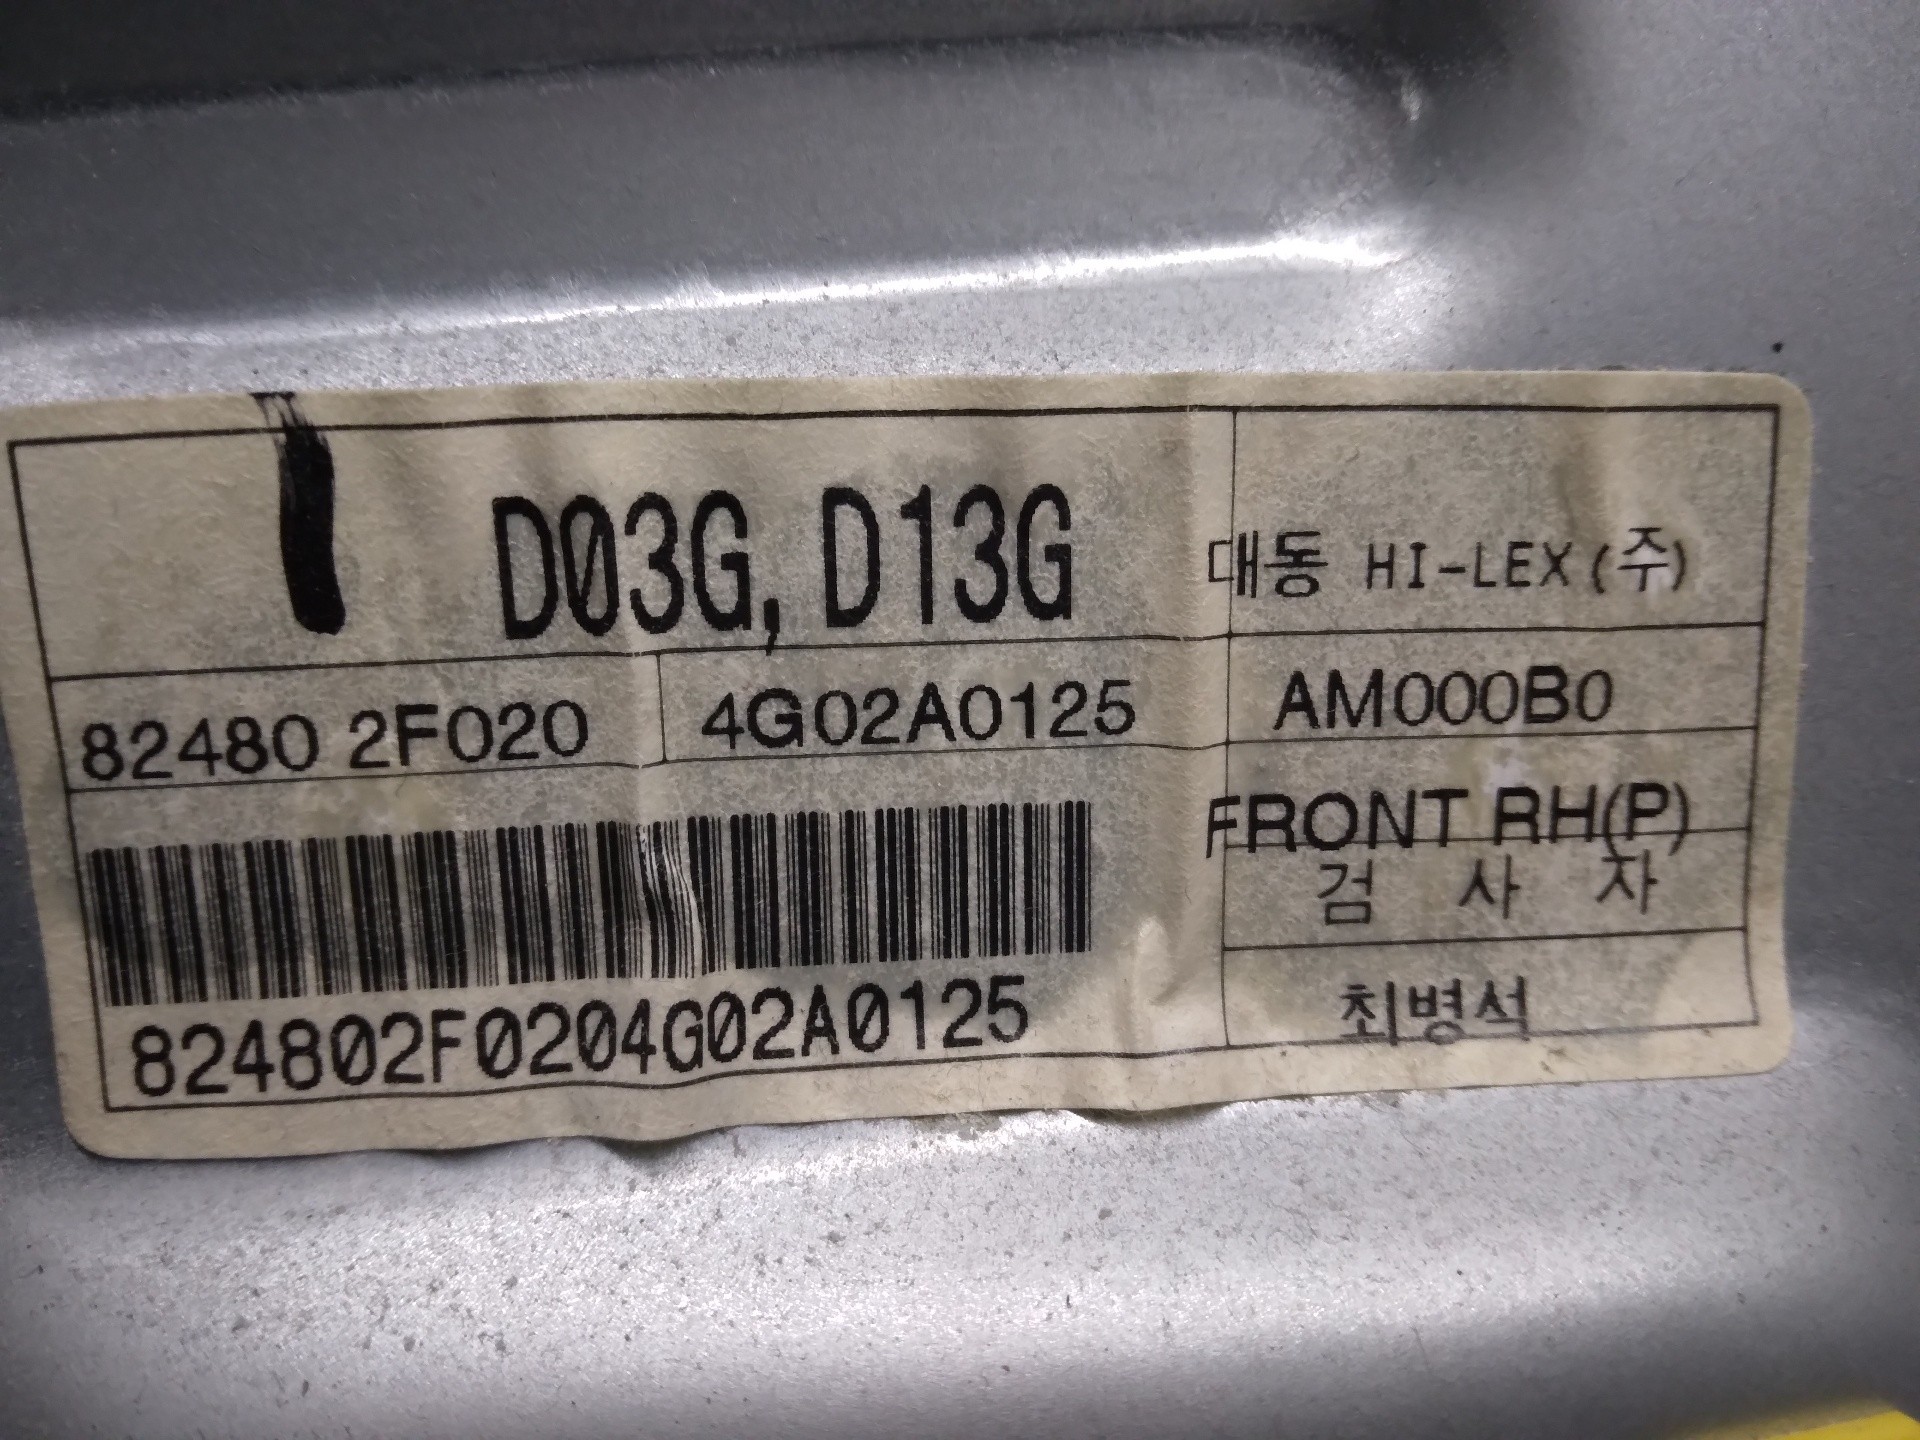 D03G, D13G
대동 HI-LEX(주)
82480 2F020
4G02A0125
AM000B0
FRONT RH(P)
검 사 자
824802F0204G02A0125
최병석